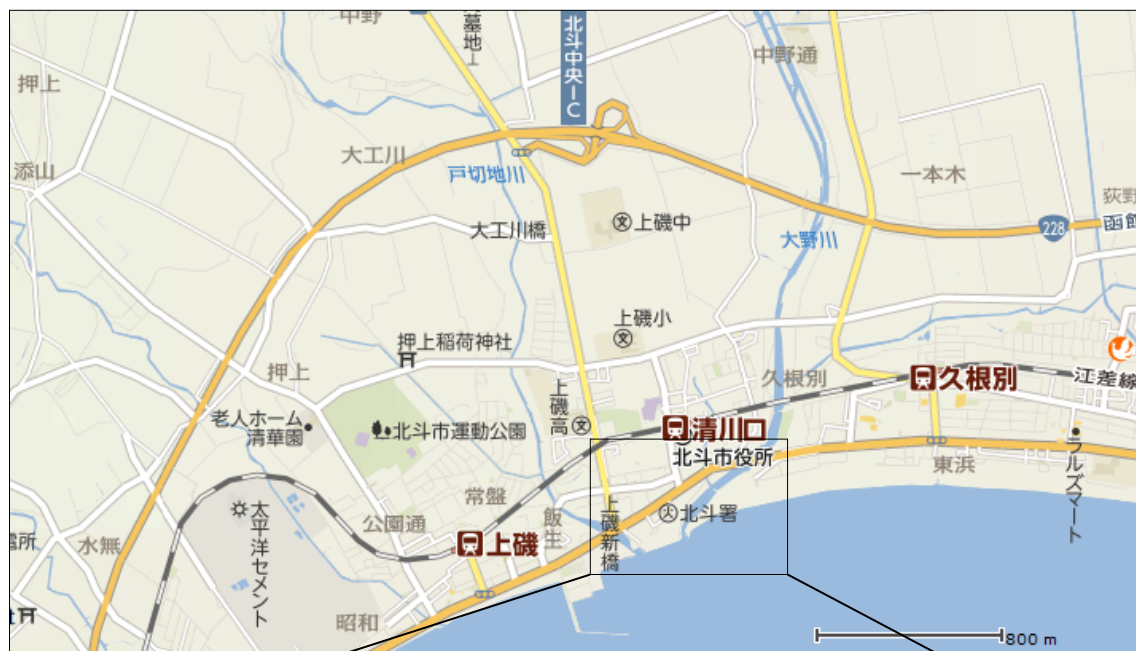 中野
墓地
北斗中央IC
中野通
押上
添山
大工川
戸切地川
一本木
萩野
228
函館
大工川橋
上磯中
文
大野川
上磯小
文
押上稲荷神社
久根別
久根別
江差線
押上
上磯高
文
老人ホーム
清華園
北斗市運動公園
清川口
北斗市役所
東浜
ラルズマート
常盤
公園通
飯生
上磯新橋
火
北斗署
太平洋セメント
水無
上磯
昭和
800 m